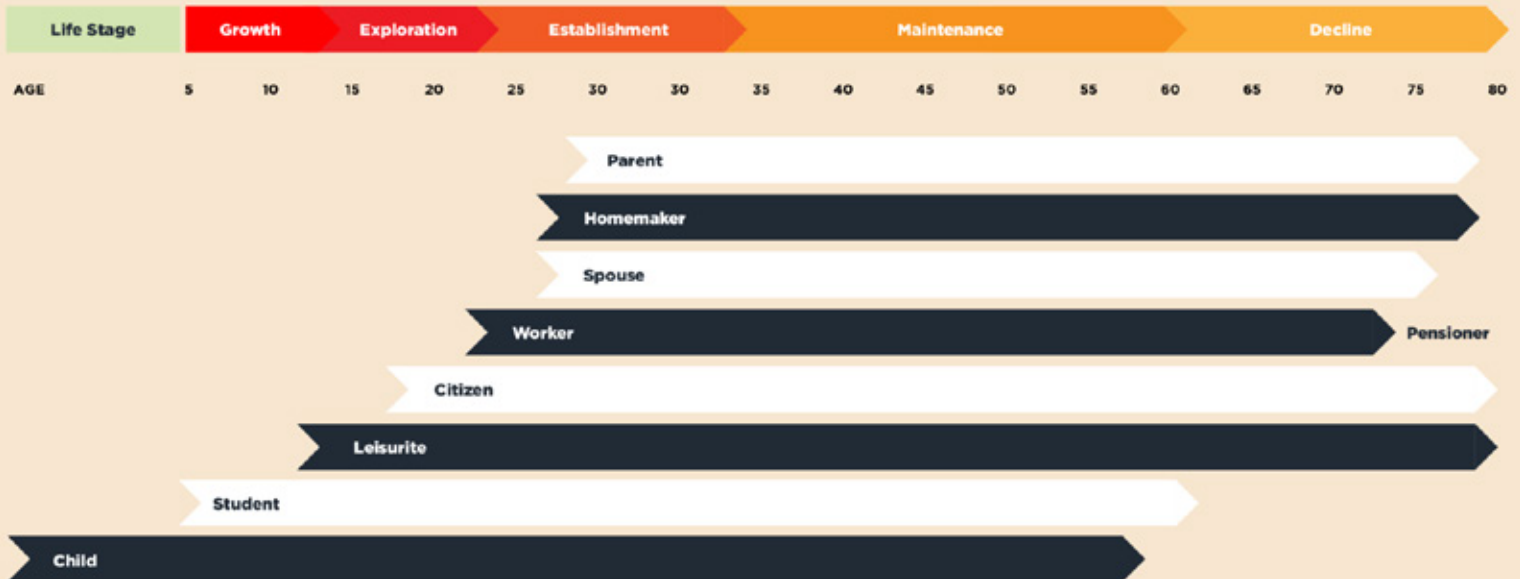 Life Stage Growth Exploration Establishment Maintenance Decline
AGE 5 10 15 20 25 30 30 35 40 45 50 55 60 65 70 75 80
Parent
Homemaker
Spouse
Worker Pensioner
Citizen
Leisurite
Student
Child